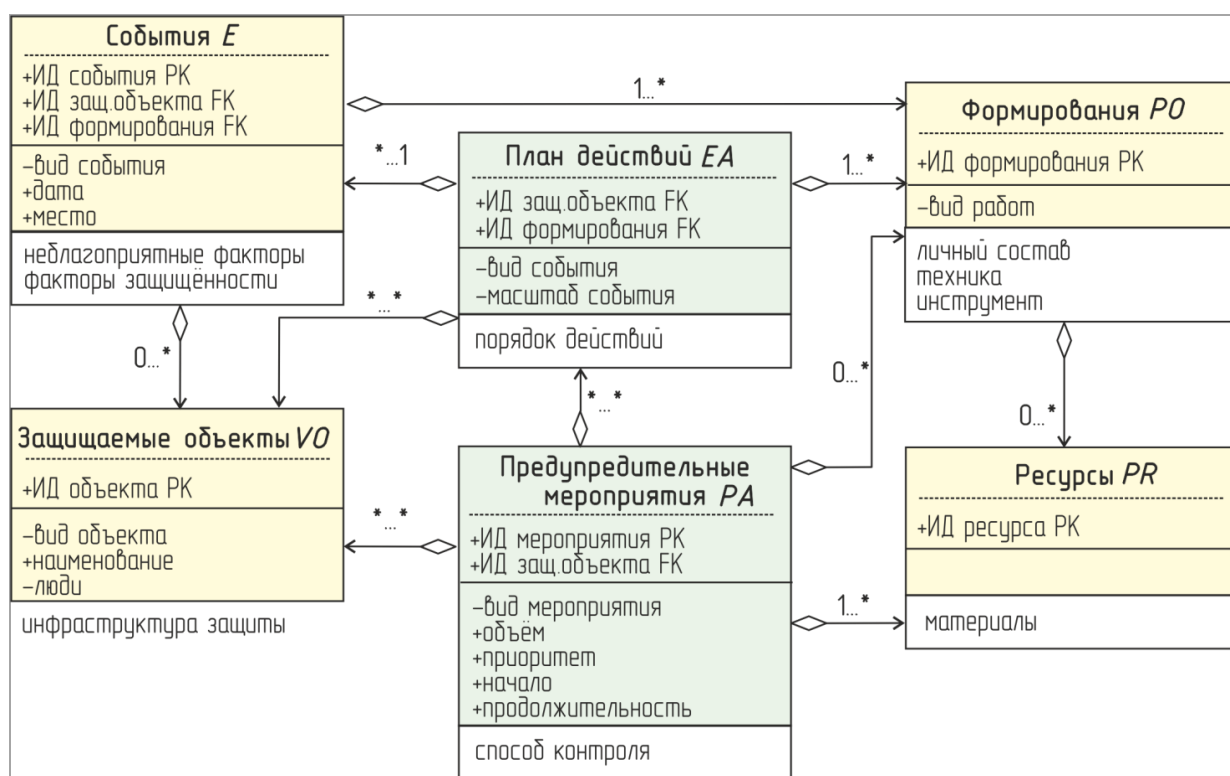 События E
+ИД события PK
+ИД защ.объекта FK
+ИД формирования FK
–вид события
+дата
+место
неблагоприятные факторы
факторы защищённости
1...*
Формирования PO
+ИД формирования PK
–вид работ
личный состав
техника
инструмент
*...1
План действий EA
+ИД защ.объекта FK
+ИД формирования FK
–вид события
–масштаб события
порядок действий
1...*
*...*
0...*
*...*
0...*
0...*
Защищаемые объекты VO
+ИД объекта PK
–вид объекта
+наименование
–люди
инфраструктура защиты
*...*
Предупредительные
мероприятия PA
+ИД мероприятия PK
+ИД защ.объекта FK
–вид мероприятия
+объём
+приоритет
+начало
+продолжительность
способ контроля
1...*
Ресурсы PR
+ИД ресурса PK
материалы